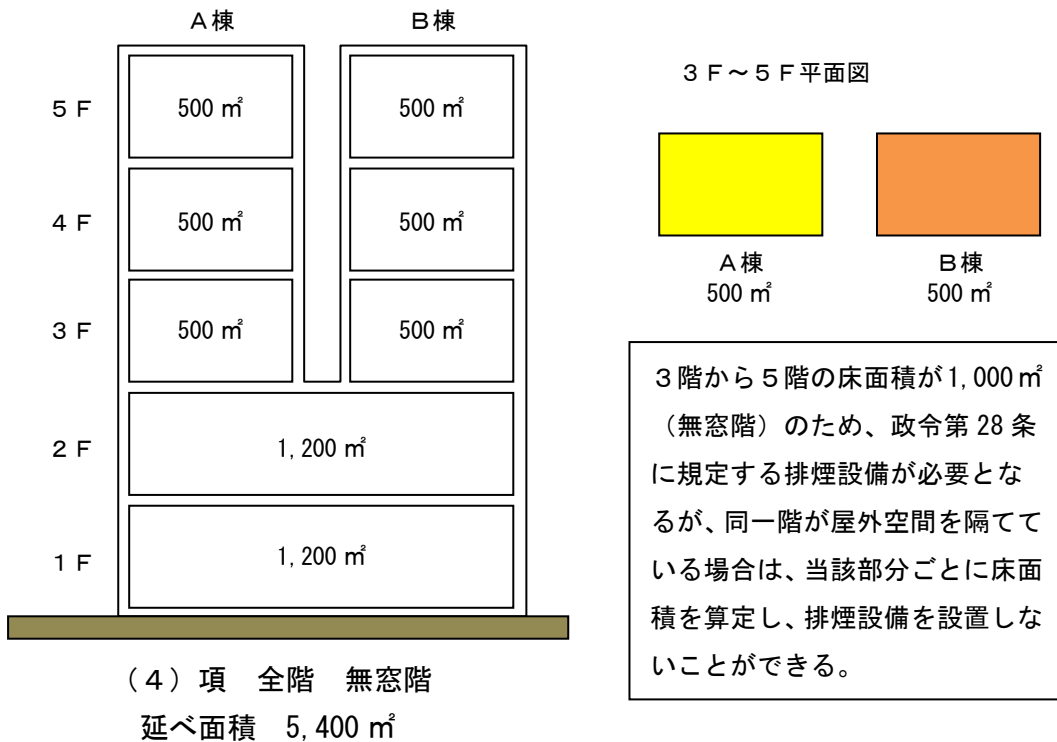 A棟 B棟
5F 500㎡ 500㎡
4F 500㎡ 500㎡
3F 500㎡ 500㎡
2F 1,200㎡
1F 1,200㎡
(4)項 全階 無窓階
延べ面積 5,400㎡
3F~5F平面図
A棟 B棟
500㎡ 500㎡
3階から5階の床面積が1,000㎡
(無窓階)のため、政令第28条
に規定する排煙設備が必要とな
るが、同一階が屋外空間を隔てて
いる場合は、当該部分ごとに床面
積を算定し、排煙設備を設置しな
いことができる。